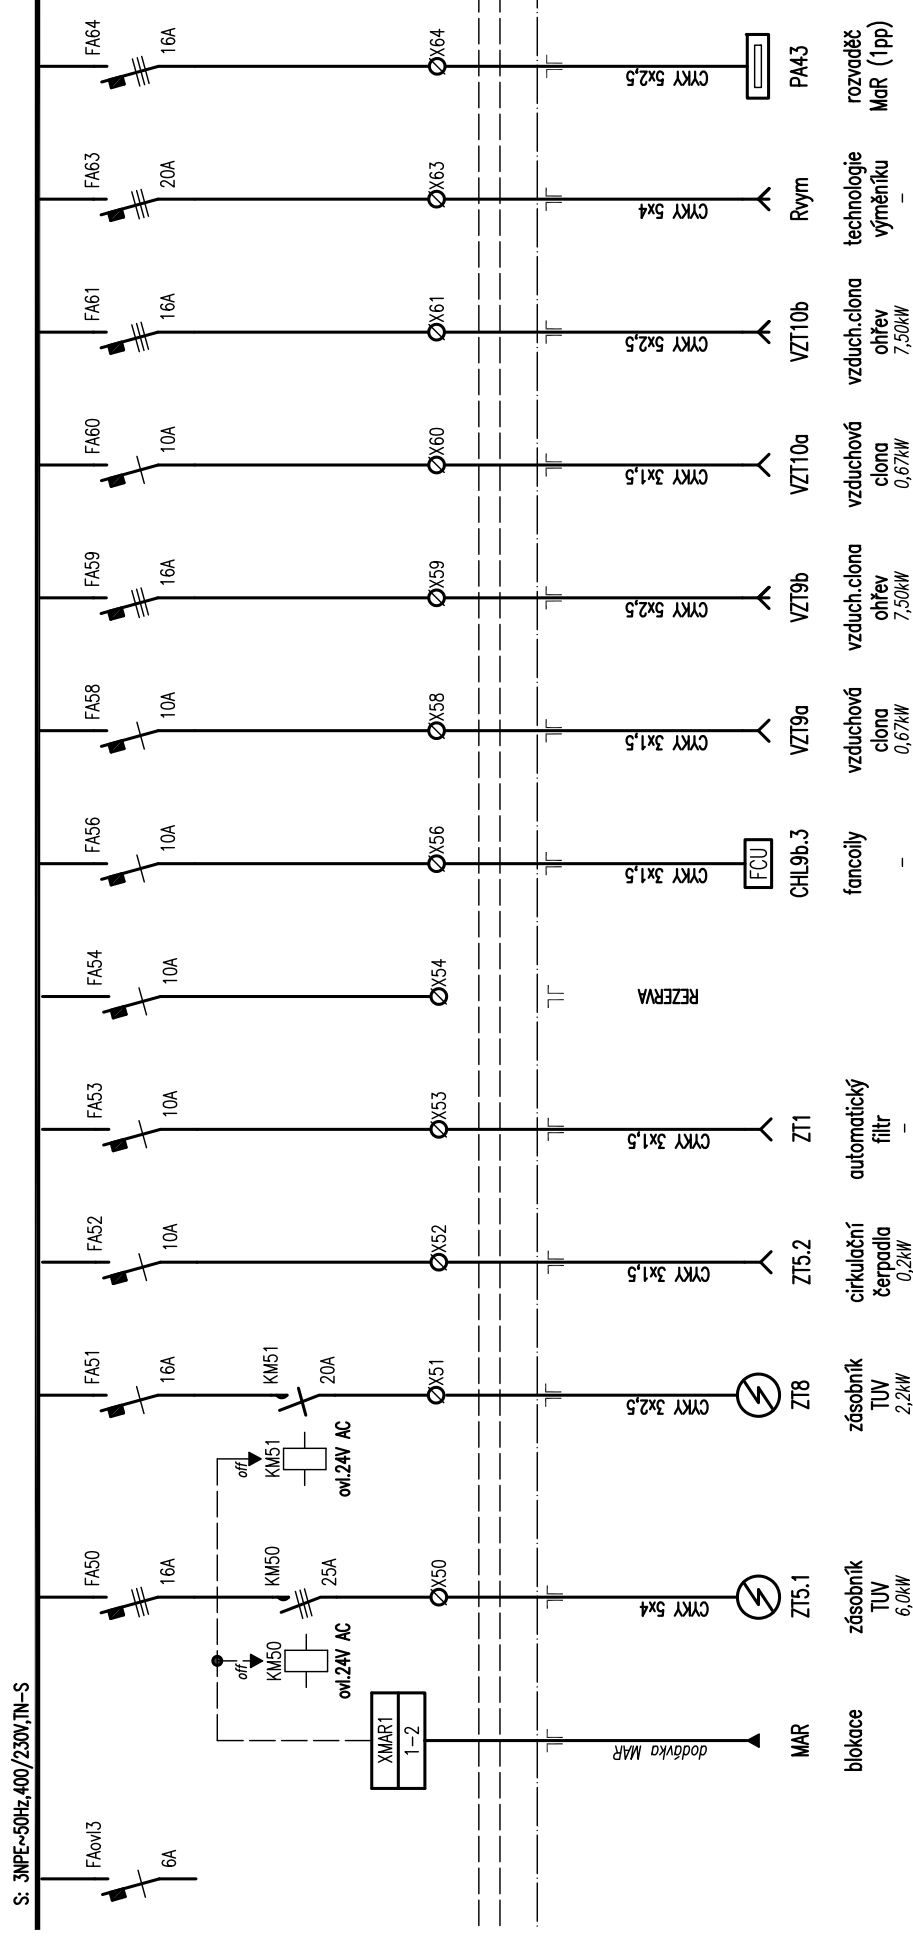 S: 3NPE~50Hz,400/230V,TN-S
FAovl3
6A
XMAR1
1-2
dodávka MAR
MAR
blokace
FA50
16A
off
KM50
ovl.24V AC
KM50
25A
X50
CYKY 5x4
ZT5.1
zásobník
TUV
6,0kW
FA51
16A
off
KM51
ovl.24V AC
KM51
20A
X51
CYKY 3x2,5
ZT8
zásobník
TUV
2,2kW
FA52
10A
X52
CYKY 3x1,5
ZT5.2
cirkulační
čerpadla
0,2kW
FA53
10A
X53
CYKY 3x1,5
ZT1
automatický
filtr
-
FA54
10A
X54
REZERVA
FA56
10A
X56
CYKY 3x1,5
FCU
CHL9b.3
fancoily
-
FA58
10A
X58
CYKY 3x1,5
VZT9a
vzduchová
clona
0,67kW
FA59
16A
X59
CYKY 5x2,5
VZT9b
vzduch.clona
ohřev
7,50kW
FA60
10A
X60
CYKY 3x1,5
VZT10a
vzduchová
clona
0,67kW
FA61
16A
X61
CYKY 5x2,5
VZT10b
vzduch.clona
ohřev
7,50kW
FA63
20A
X63
CYKY 5x4
Rvym
technologie
výměníku
-
FA64
16A
X64
CYKY 5x2,5
PA43
rozvaděč
MaR (1pp)